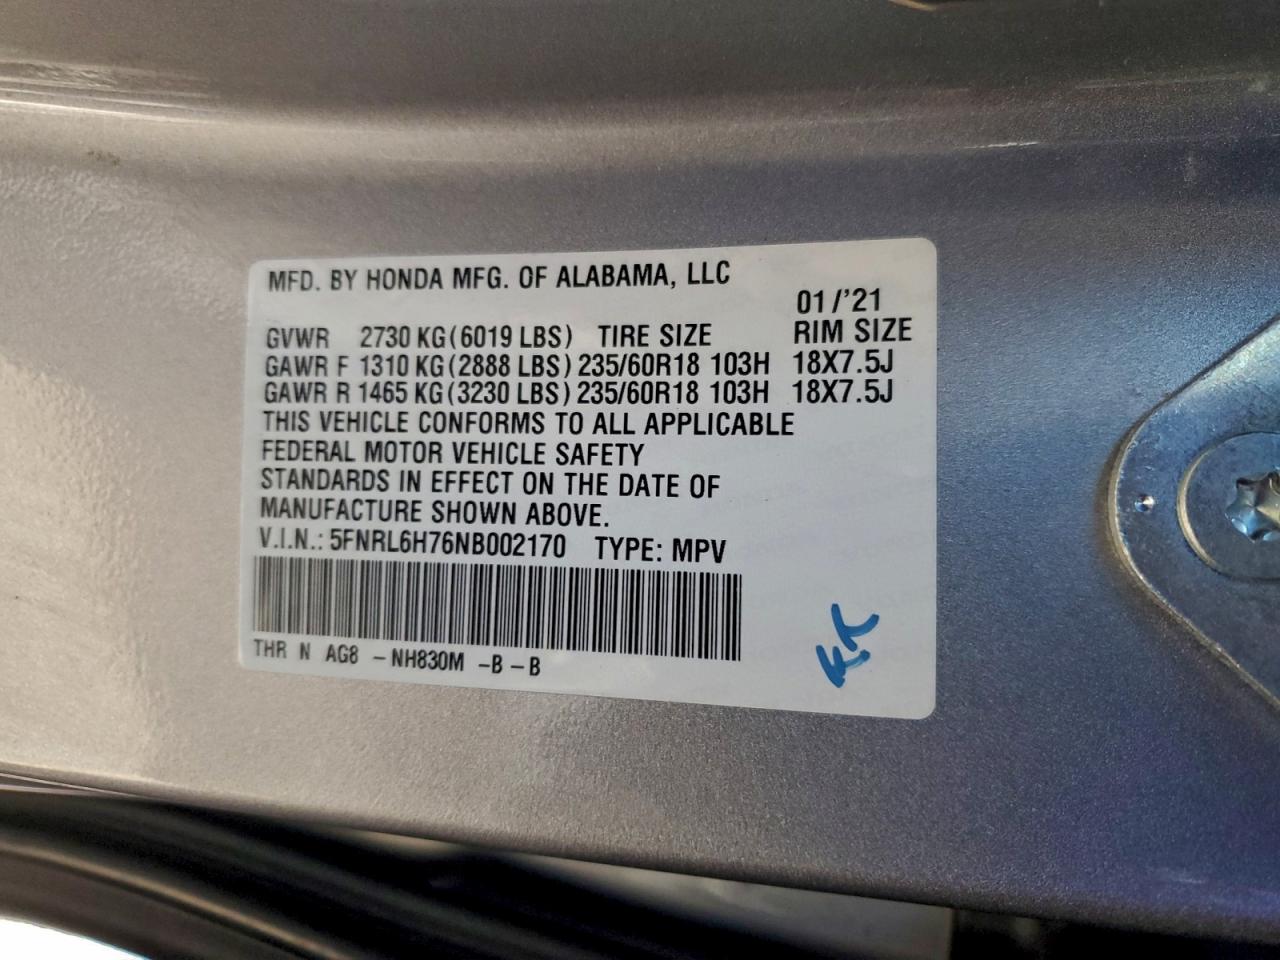 MFD. BY HONDA MFG. OF ALABAMA, LLC
01/'21
GVWR 2730 KG(6019 LBS) TIRE SIZE RIM SIZE
GAWR F 1310 KG(2888 LBS) 235/60R18 103H 18X7.5J
GAWR R 1465 KG(3230 LBS) 235/60R18 103H 18X7.5J
THIS VEHICLE CONFORMS TO ALL APPLICABLE
FEDERAL MOTOR VEHICLE SAFETY
STANDARDS IN EFFECT ON THE DATE OF
MANUFACTURE SHOWN ABOVE.
V.I.N.: 5FNRL6H76NB002170 TYPE: MPV
THR N AG8 -NH830M -B-B